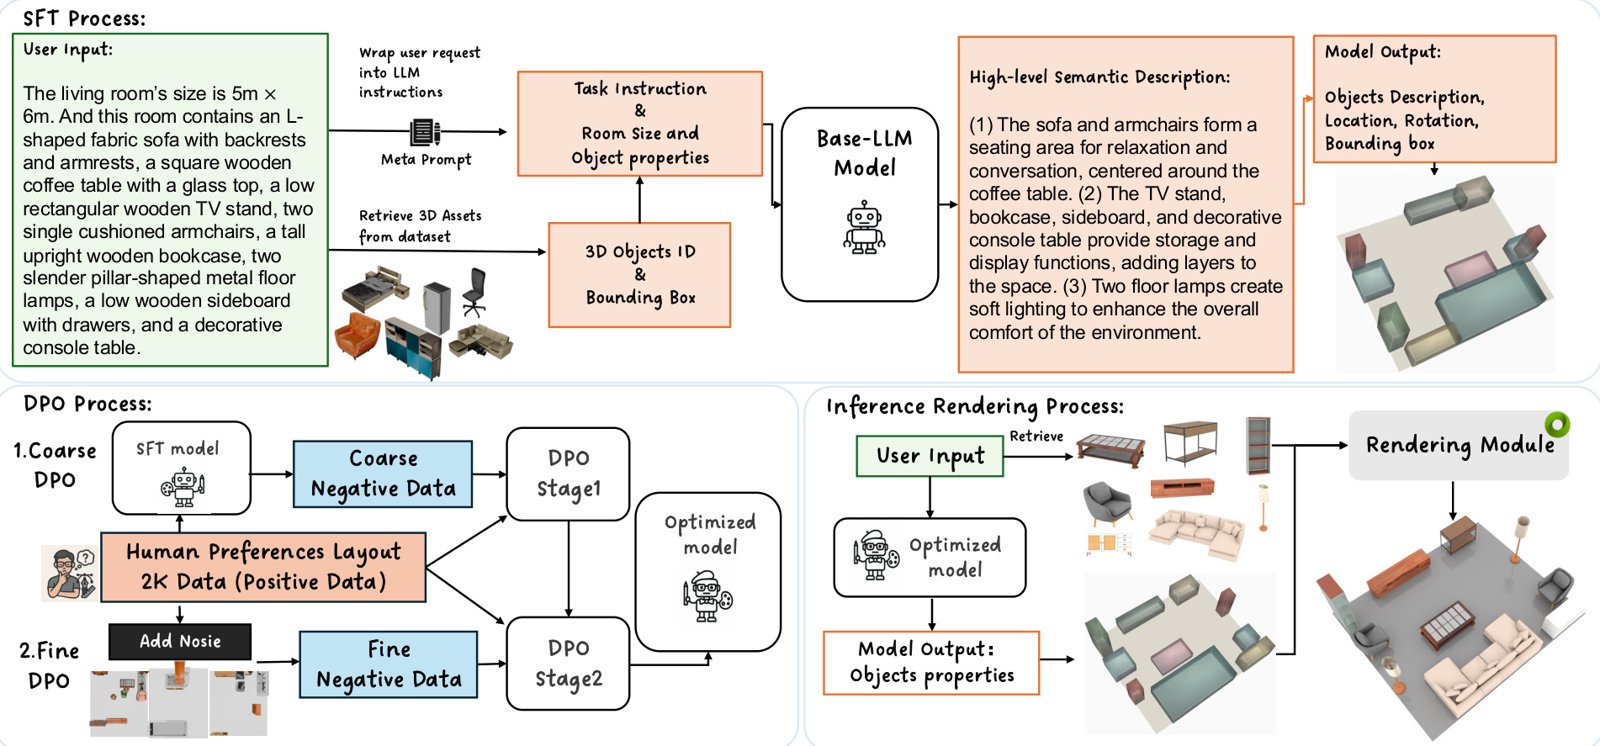 SFT Process:
User Input:
The living room's size is 5m ×
6m. And this room contains an L-
shaped fabric sofa with backrests
and armrests, a square wooden
coffee table with a glass top, a low
rectangular wooden TV stand, two
single cushioned armchairs, a tall
upright wooden bookcase, two
slender pillar-shaped metal floor
lamps, a low wooden sideboard
with drawers, and a decorative
console table.
Wrap user request
into LLM
instructions
Meta Prompt
Retrieve 3D Assets
from dataset
Task Instruction
&
Room Size and
Object properties
3D Objects ID
&
Bounding Box
Base-LLM
Model
High-level Semantic Description:
(1) The sofa and armchairs form a
seating area for relaxation and
conversation, centered around the
coffee table. (2) The TV stand,
bookcase, sideboard, and decorative
console table provide storage and
display functions, adding layers to
the space. (3) Two floor lamps create
soft lighting to enhance the overall
comfort of the environment.
Model Output:
Objects Description,
Location, Rotation,
Bounding box
DPO Process:
1.Coarse
DPO
SFT model
Coarse
Negative Data
DPO
Stage1
Human Preferences Layout
2K Data (Positive Data)
Optimized
model
2.Fine
DPO
Add Nosie
Fine
Negative Data
DPO
Stage2
Inference Rendering Process:
User Input
Retrieve
Rendering Module
Optimized
model
Model Output:
Objects properties